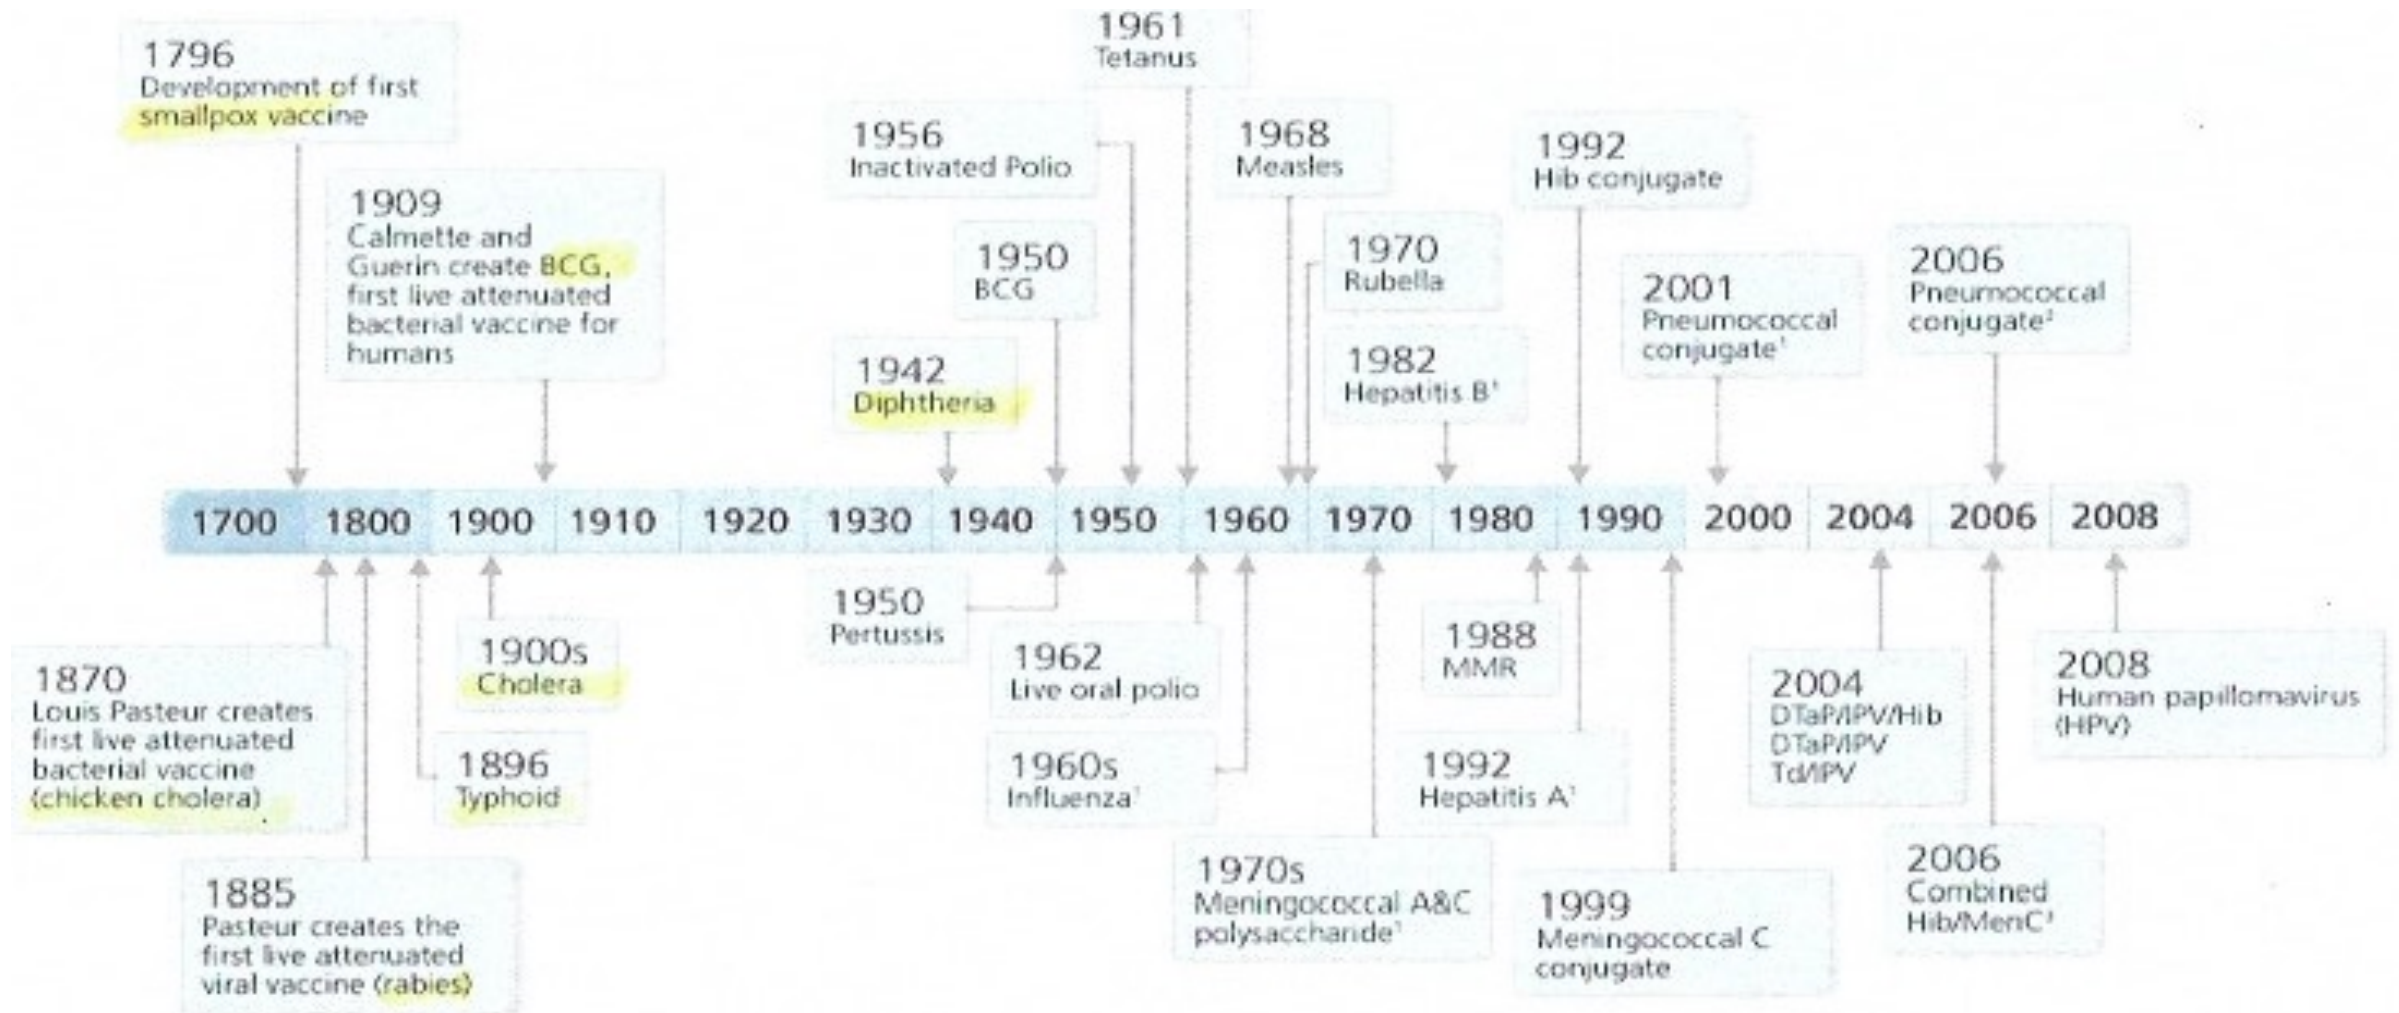 1796
Development of first
smallpox vaccine
1909
Calmette and
Guerin create BCG,
first live attenuated
bacterial vaccine for
humans
1942
Diphtheria
1950
BCG
1956
Inactivated Polio
1961
Tetanus
1968
Measles
1970
Rubella
1982
Hepatitis B¹
1992
Hib conjugate
2001
Pneumococcal
conjugate¹
2006
Pneumococcal
conjugate²
1700 1800 1900 1910 1920 1930 1940 1950 1960 1970 1980 1990 2000 2004 2006 2008
1870
Louis Pasteur creates
first live attenuated
bacterial vaccine
(chicken cholera)
1885
Pasteur creates the
first live attenuated
viral vaccine (rabies)
1896
Typhoid
1900s
Cholera
1950
Pertussis
1962
Live oral polio
1960s
Influenza¹
1970s
Meningococcal A&C
polysaccharide¹
1988
MMR
1992
Hepatitis A¹
1999
Meningococcal C
conjugate
2004
DTaP/IPV/Hib
DTaP/IPV
Td/IPV
2006
Combined
Hib/MenC³
2008
Human papillomavirus
(HPV)